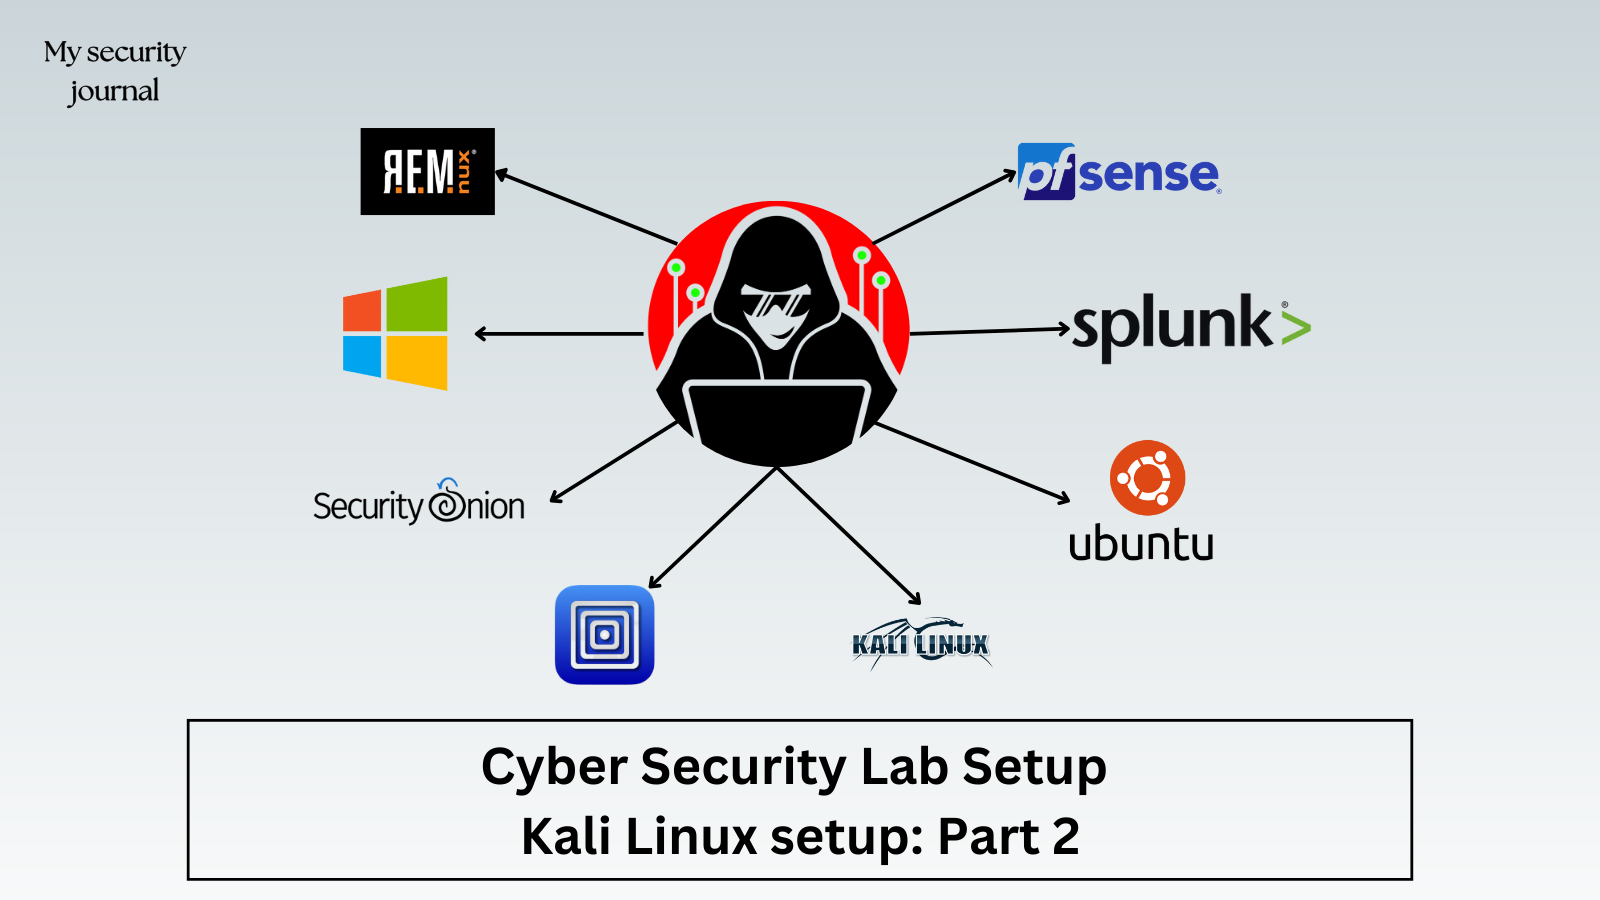 My security
journal
REMnux®
pfsense®
splunk>®
Security Onion
ubuntu
KALI LINUX
Cyber Security Lab Setup
Kali Linux setup: Part 2